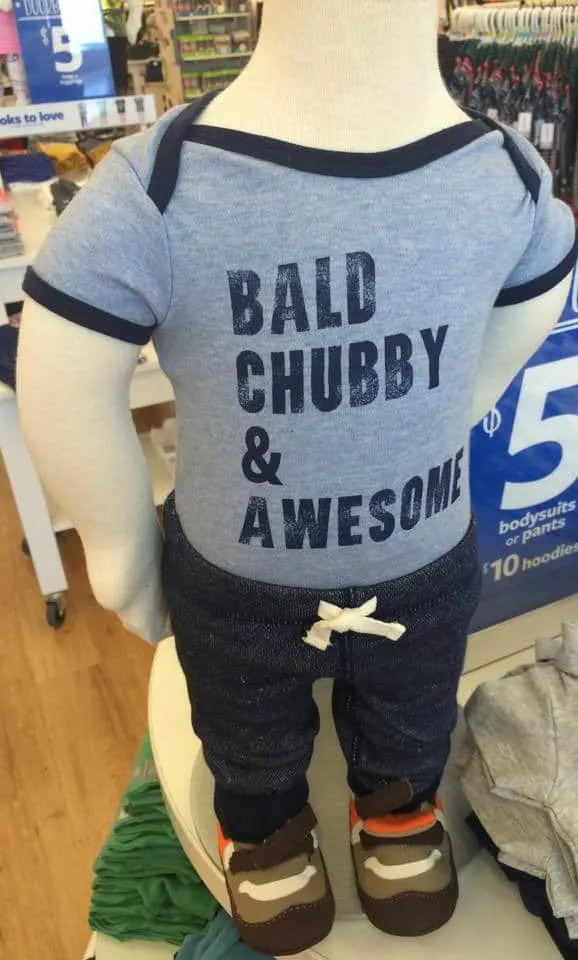 $5
oks to love
BALD
CHUBBY
&
AWESOME
$5
bodysuits
or pants
$10 hoodies